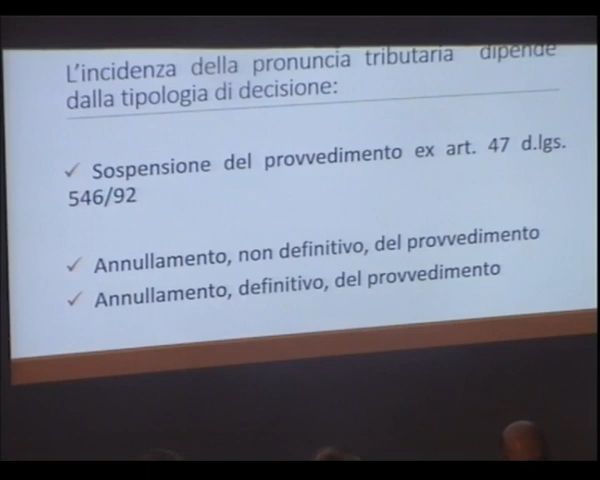 L'incidenza della pronuncia tributaria dipende
dalla tipologia di decisione:
✓ Sospensione del provvedimento ex art. 47 d.lgs.
546/92
✓ Annullamento, non definitivo, del provvedimento
✓ Annullamento, definitivo, del provvedimento